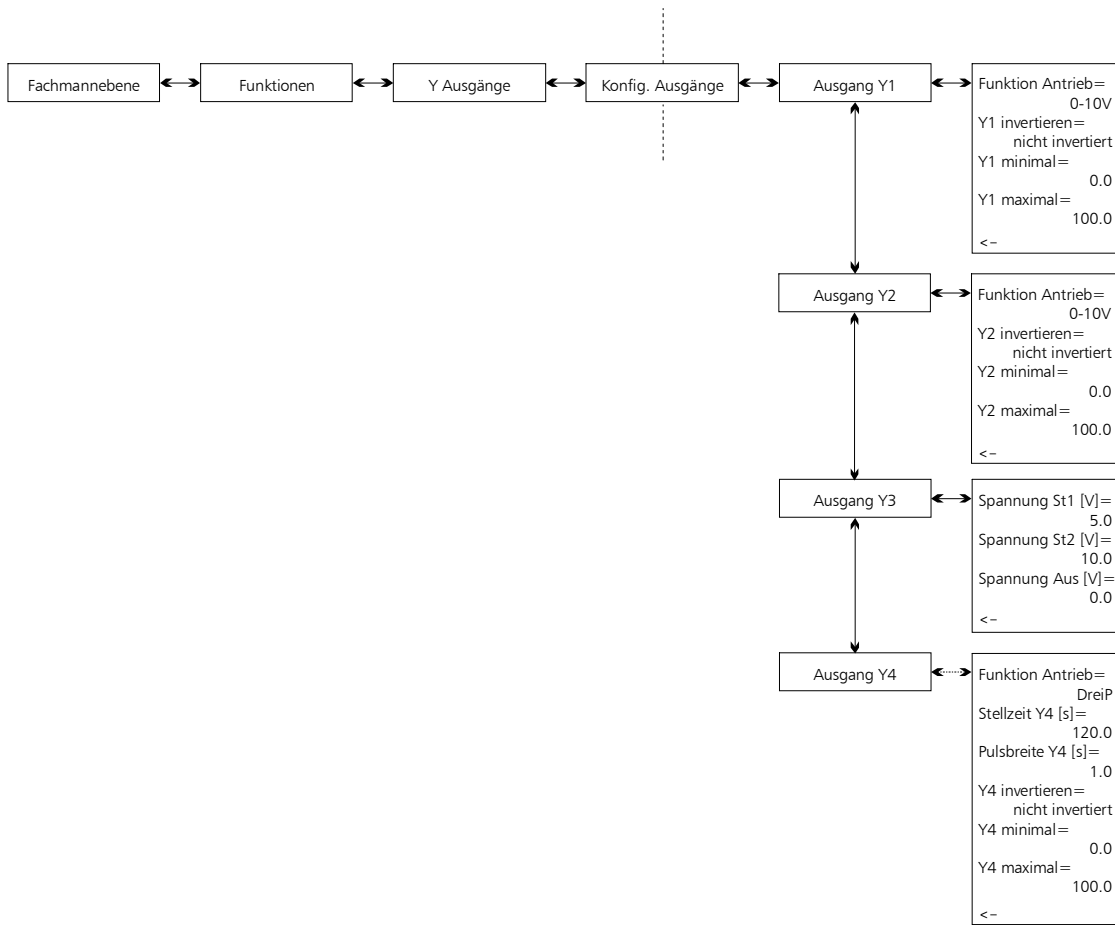 Fachmannebene
Funktionen
Y Ausgänge
Konfig. Ausgänge
Ausgang Y1
Funktion Antrieb=
0-10V
Y1 invertieren=
nicht invertiert
Y1 minimal=
0.0
Y1 maximal=
100.0
<-
Ausgang Y2
Funktion Antrieb=
0-10V
Y2 invertieren=
nicht invertiert
Y2 minimal=
0.0
Y2 maximal=
100.0
<-
Ausgang Y3
Spannung St1 [V]=
5.0
Spannung St2 [V]=
10.0
Spannung Aus [V]=
0.0
<-
Ausgang Y4
Funktion Antrieb=
DreiP
Stellzeit Y4 [s]=
120.0
Pulsbreite Y4 [s]=
1.0
Y4 invertieren=
nicht invertiert
Y4 minimal=
0.0
Y4 maximal=
100.0
<-